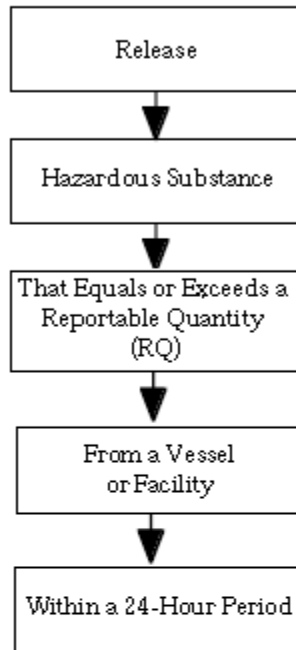 Release
Hazardous Substance
That Equals or Exceeds a
Reportable Quantity
(RQ)
From a Vessel
or Facility
Within a 24-Hour Period